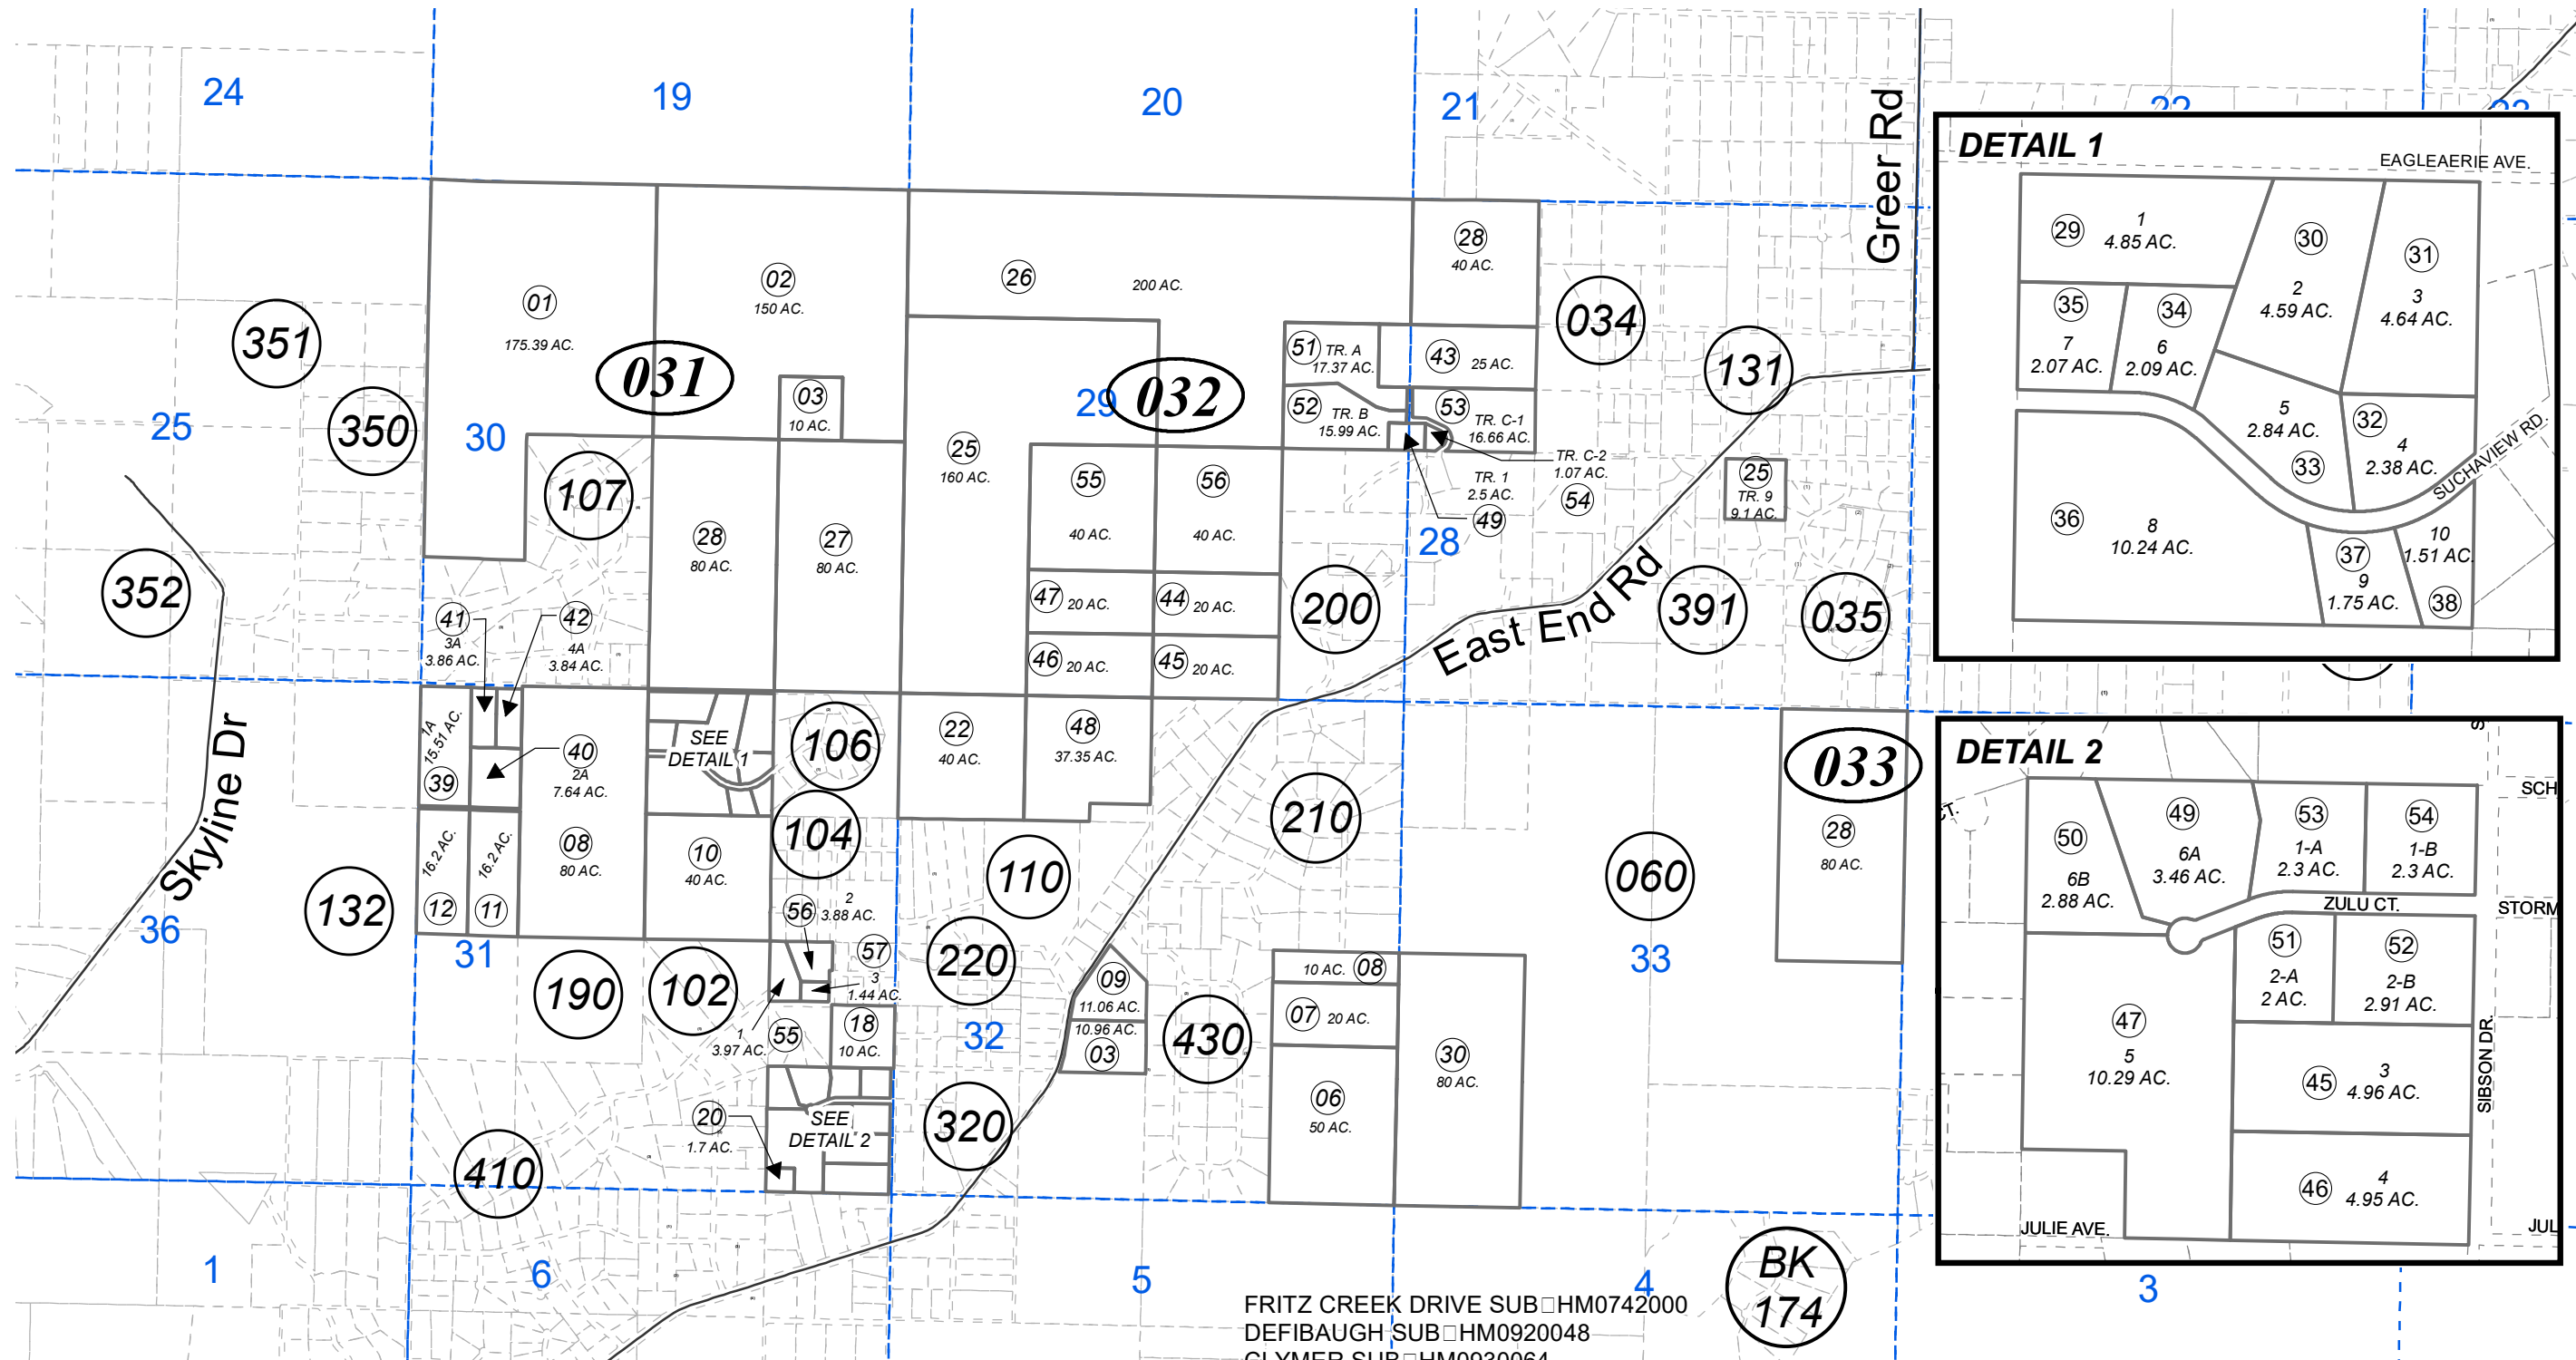 24
19
20
21
22
23
Greer Rd
01
175.39 AC.
02
150 AC.
03
10 AC.
26
200 AC.
28
40 AC.
034
351
350
031
032
131
51
TR. A
17.37 AC.
43
25 AC.
52
TR. B
15.99 AC.
53
TR. C-1
16.66 AC.
TR. C-2
1.07 AC.
54
TR. 1
2.5 AC.
49
25
30
29
28
107
28
80 AC.
27
80 AC.
25
160 AC.
55
40 AC.
56
40 AC.
25
TR. 9
9.1 AC.
352
47
20 AC.
44
20 AC.
46
20 AC.
45
20 AC.
200
391
035
East End Rd
41
3A
3.86 AC.
42
4A
3.84 AC.
Skyline Dr
1A
15.51 AC.
39
40
2A
7.64 AC.
08
80 AC.
SEE
DETAIL 1
106
22
40 AC.
48
37.35 AC.
033
28
80 AC.
16.2 AC.
12
16.2 AC.
11
10
40 AC.
104
210
110
060
132
36
31
56
2
3.88 AC.
57
3
1.44 AC.
220
190
102
1
3.97 AC.
55
18
10 AC.
32
09
11.06 AC.
10.96 AC.
03
430
10 AC.
08
07
20 AC.
06
50 AC.
30
80 AC.
33
20
1.7 AC.
SEE
DETAIL 2
320
410
1
6
5
4
3
BK
174
FRITZ CREEK DRIVE SUB□HM0742000
DEFIBAUGH SUB□HM0920048
CLYMER SUB□HM0930064
DETAIL 1
EAGLEAERIE AVE.
29
1
4.85 AC.
30
2
4.59 AC.
31
3
4.64 AC.
35
7
2.07 AC.
34
6
2.09 AC.
5
2.84 AC.
33
32
4
2.38 AC.
SUCHAVIEW RD.
36
8
10.24 AC.
37
9
1.75 AC.
10
1.51 AC.
38
DETAIL 2
S
SCH
CT.
50
6B
2.88 AC.
49
6A
3.46 AC.
53
1-A
2.3 AC.
54
1-B
2.3 AC.
ZULU CT.
STORM
51
2-A
2 AC.
52
2-B
2.91 AC.
47
5
10.29 AC.
45
3
4.96 AC.
SIBSON DR.
46
4
4.95 AC.
JULIE AVE.
JUL